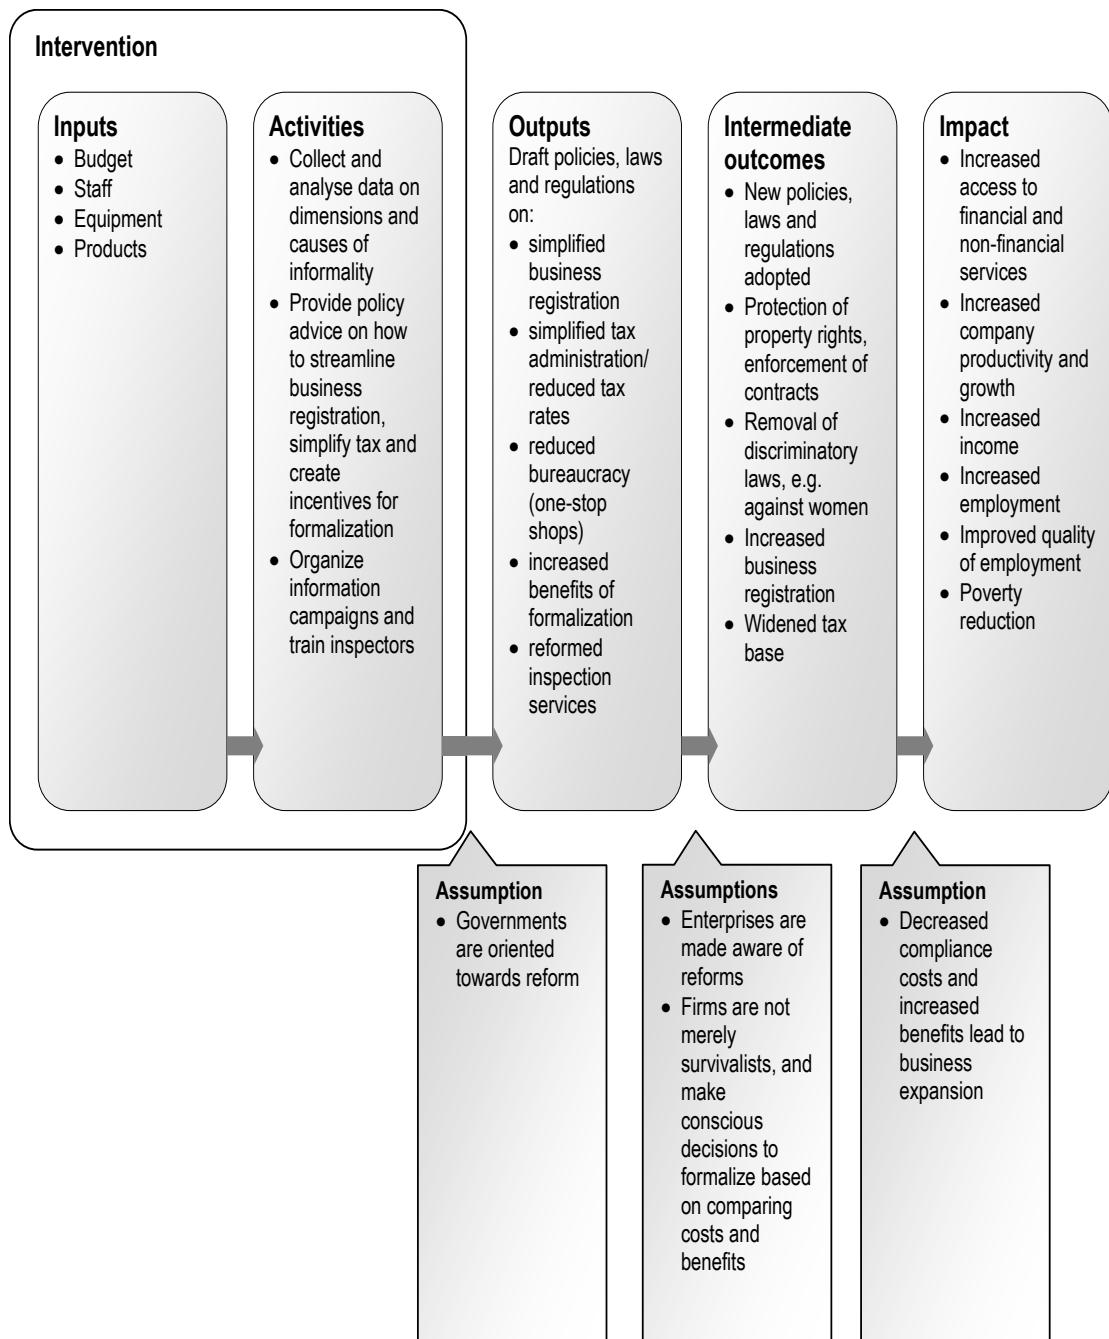 Intervention
Inputs
• Budget
• Staff
• Equipment
• Products
Activities
• Collect and
analyse data on
dimensions and
causes of
informality
• Provide policy
advice on how
to streamline
business
registration,
simplify tax and
create
incentives for
formalization
• Organize
information
campaigns and
train inspectors
Outputs
Draft policies, laws
and regulations
on:
• simplified
business
registration
• simplified tax
administration/
reduced tax
rates
• reduced
bureaucracy
(one-stop
shops)
• increased
benefits of
formalization
• reformed
inspection
services
Intermediate
outcomes
• New policies,
laws and
regulations
adopted
• Protection of
property rights,
enforcement of
contracts
• Removal of
discriminatory
laws, e.g.
against women
• Increased
business
registration
• Widened tax
base
Impact
• Increased
access to
financial and
non-financial
services
• Increased
company
productivity and
growth
• Increased
income
• Increased
employment
• Improved quality
of employment
• Poverty
reduction
Assumption
• Governments
are oriented
towards reform
Assumptions
• Enterprises are
made aware of
reforms
• Firms are not
merely
survivalists, and
make
conscious
decisions to
formalize based
on comparing
costs and
benefits
Assumption
• Decreased
compliance
costs and
increased
benefits lead to
business
expansion